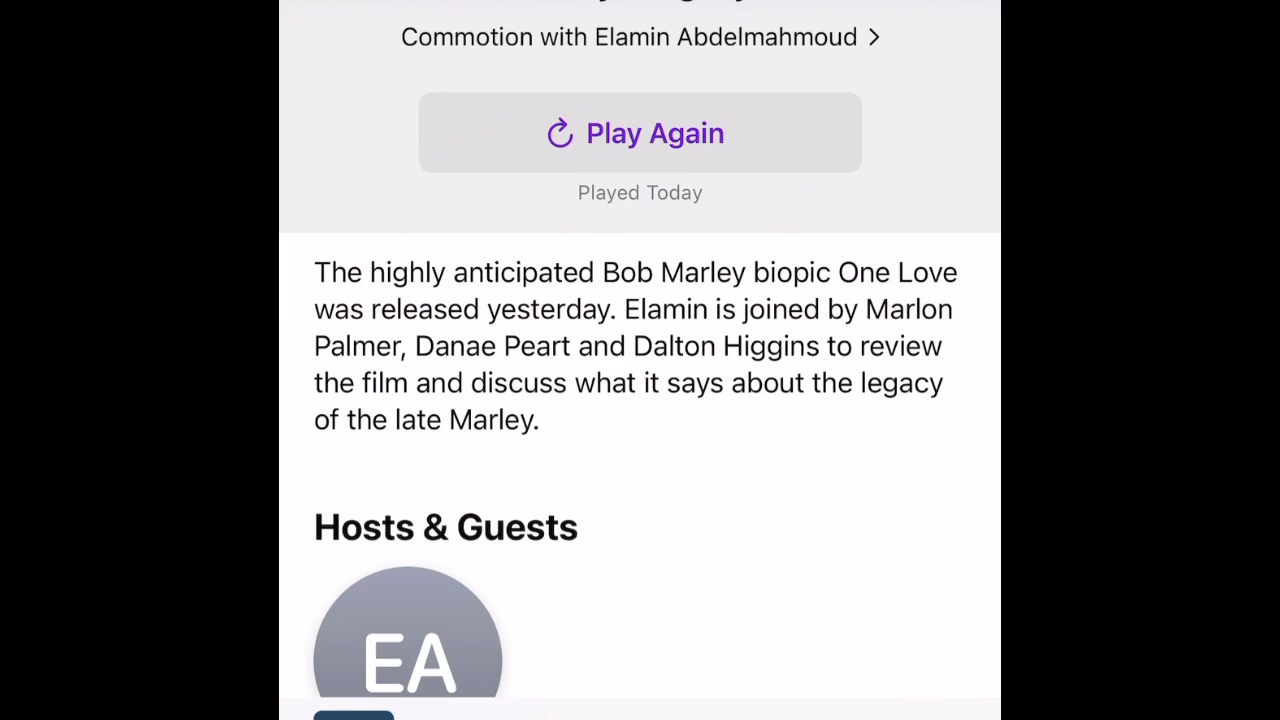 Commotion with Elamin Abdelmahmoud >
Play Again
Played Today
The highly anticipated Bob Marley biopic One Love
was released yesterday. Elamin is joined by Marlon
Palmer, Danae Peart and Dalton Higgins to review
the film and discuss what it says about the legacy
of the late Marley.
Hosts & Guests
EA